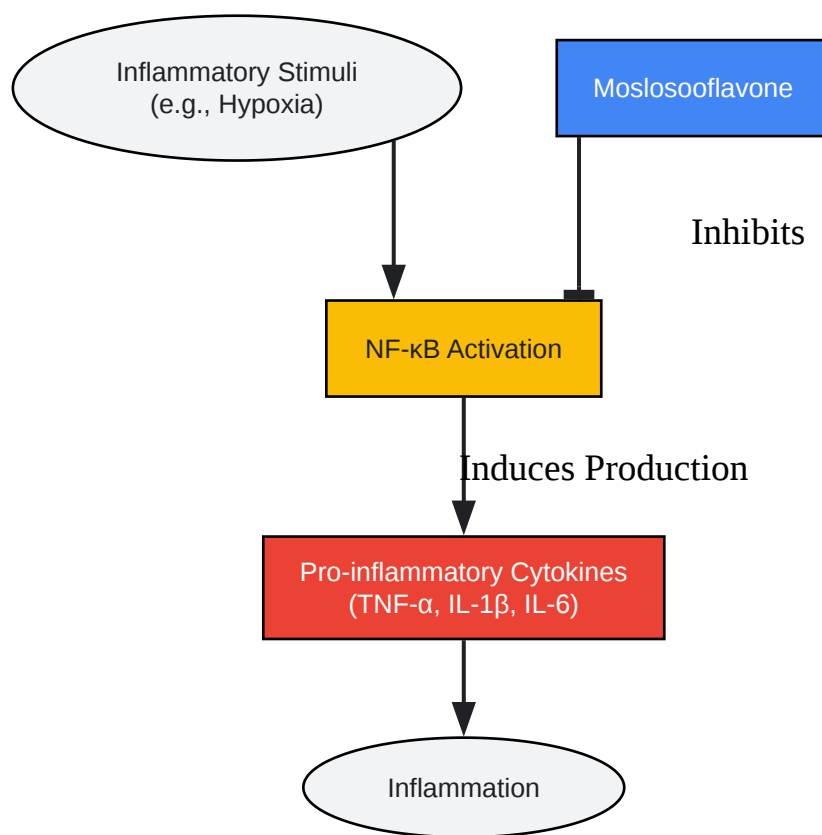 Inflammatory Stimuli
(e.g., Hypoxia)
Moslosooflavone
Inhibits
NF-κB Activation
Induces Production
Pro-inflammatory Cytokines
(TNF-α, IL-1β, IL-6)
Inflammation